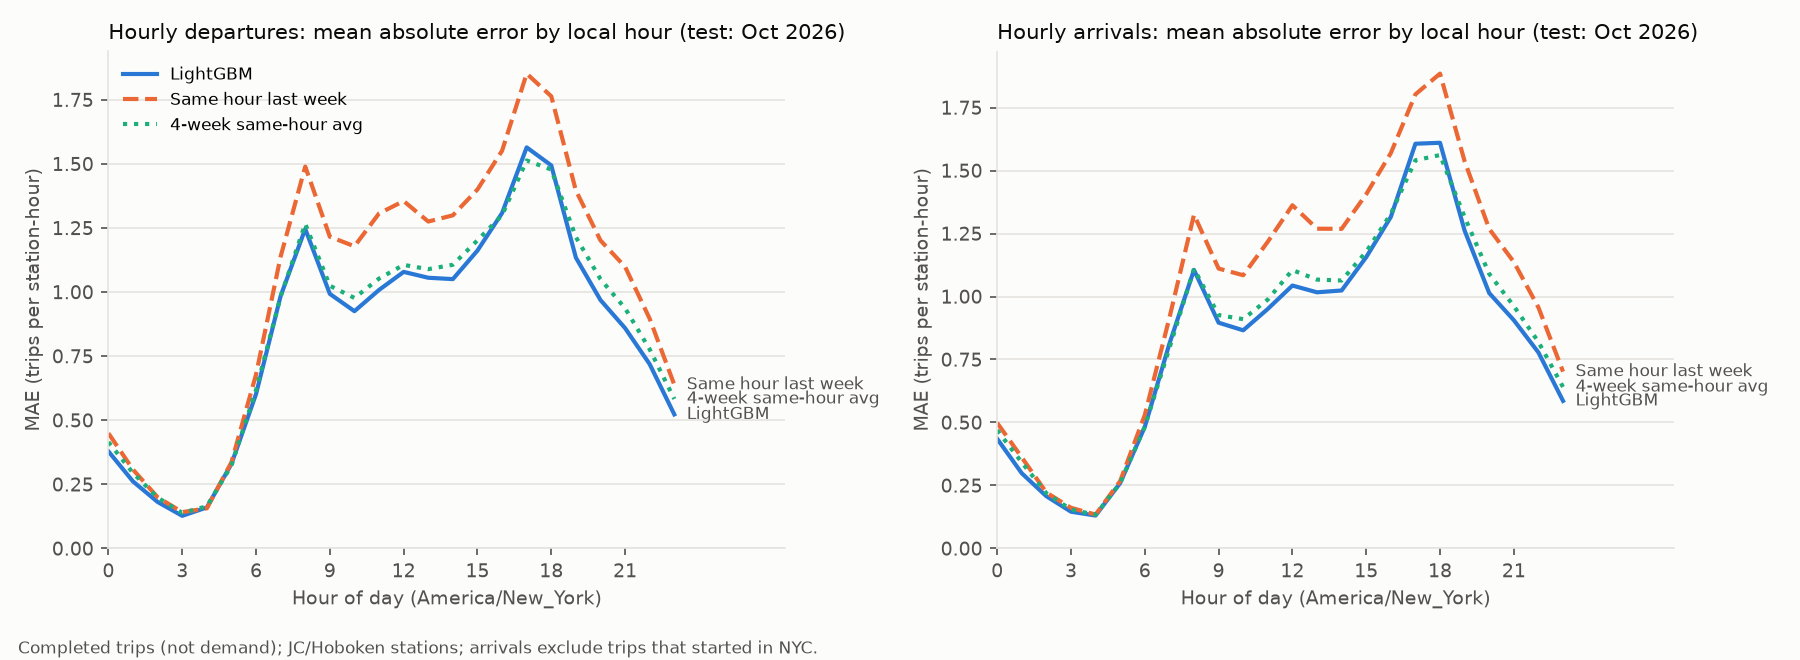 Hourly departures: mean absolute error by local hour (test: Oct 2026)
LightGBM
Same hour last week
4-week same-hour avg
MAE (trips per station-hour)
1.75
1.50
1.25
1.00
0.75
0.50
0.25
0.00
0 3 6 9 12 15 18 21
Hour of day (America/New_York)
Same hour last week
4-week same-hour avg
LightGBM
Hourly arrivals: mean absolute error by local hour (test: Oct 2026)
MAE (trips per station-hour)
1.75
1.50
1.25
1.00
0.75
0.50
0.25
0.00
0 3 6 9 12 15 18 21
Hour of day (America/New_York)
Same hour last week
4-week same-hour avg
LightGBM
Completed trips (not demand); JC/Hoboken stations; arrivals exclude trips that started in NYC.